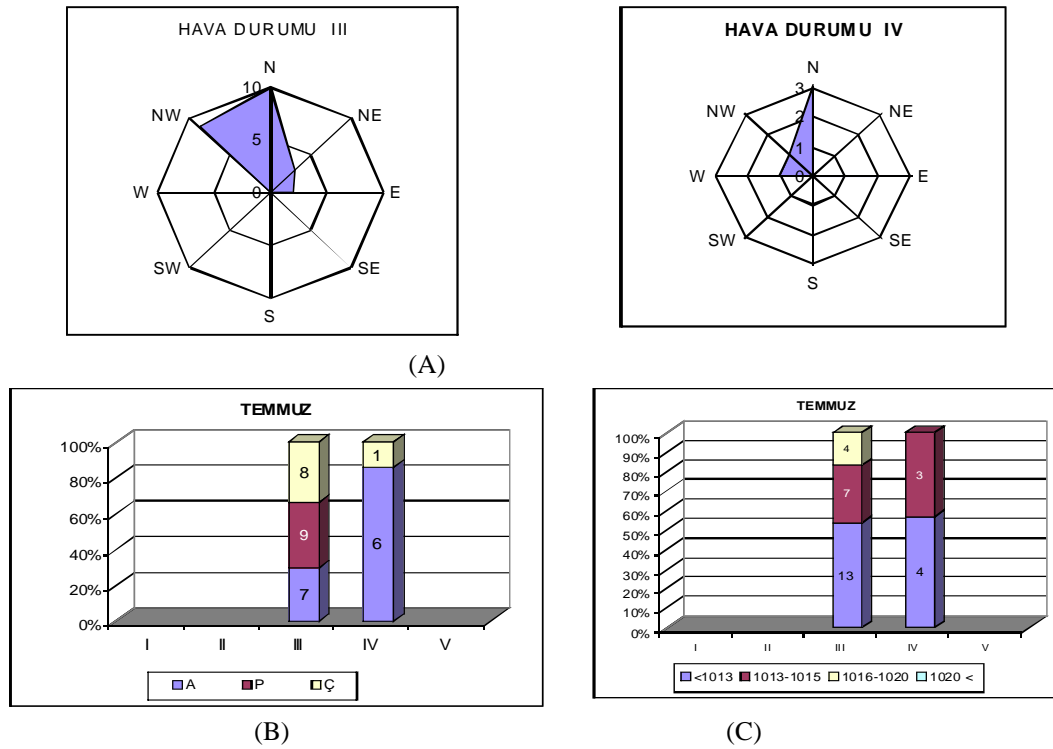 HAVA DURUMU III
N
10
NW
NE
5
W
0
E
SW
SE
S
HAVA DURUMU IV
N
3
NW
NE
2
1
W
0
E
SW
SE
S
(A)
TEMMUZ
100%
80%
60%
40%
20%
0%
8
9
7
1
6
I II III IV V
A P Ç
(B)
TEMMUZ
100%
90%
80%
70%
60%
50%
40%
30%
20%
10%
0%
4
7
13
3
4
I II III IV V
<1013 1013-1015 1016-1020 1020 <
(C)